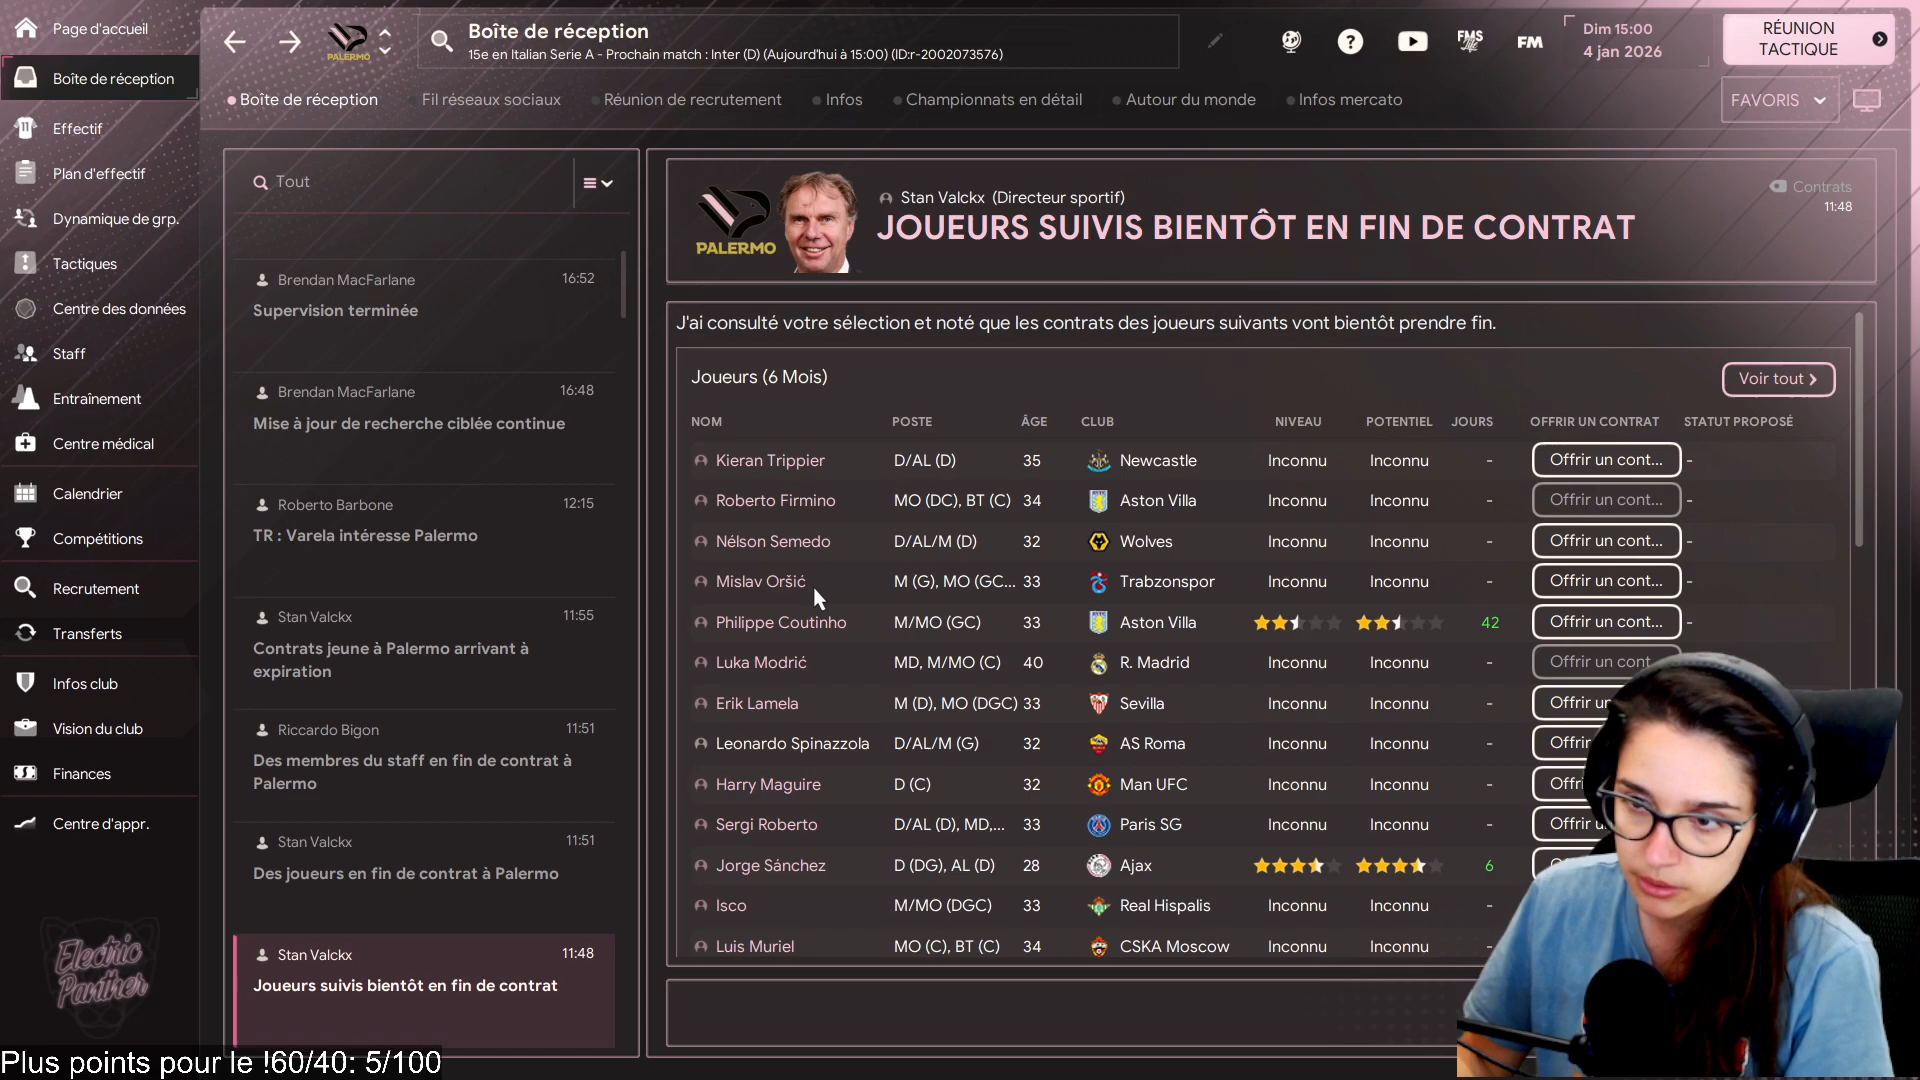 Page d'accueil
Boîte de réception
Effectif
Plan d'effectif
Dynamique de grp.
Tactiques
Centre des données
Staff
Entraînement
Centre médical
Calendrier
Compétitions
Recrutement
Transferts
Infos club
Vision du club
Finances
Centre d'appr.
Electric
Panther
PALERMO
Boîte de réception
15e en Italian Serie A - Prochain match : Inter (D) (Aujourd'hui à 15:00) (ID:r-2002073576)
FMS
life
FM
Dim 15:00
4 jan 2026
RÉUNION
TACTIQUE
Boîte de réception
Fil réseaux sociaux
Réunion de recrutement
Infos
Championnats en détail
Autour du monde
Infos mercato
FAVORIS
Tout
Brendan MacFarlane 16:52
Supervision terminée
Brendan MacFarlane 16:48
Mise à jour de recherche ciblée continue
Roberto Barbone 12:15
TR : Varela intéresse Palermo
Stan Valckx 11:55
Contrats jeune à Palermo arrivant à
expiration
Riccardo Bigon 11:51
Des membres du staff en fin de contrat à
Palermo
Stan Valckx 11:51
Des joueurs en fin de contrat à Palermo
Stan Valckx 11:48
Joueurs suivis bientôt en fin de contrat
PALERMO
Stan Valckx (Directeur sportif)
JOUEURS SUIVIS BIENTÔT EN FIN DE CONTRAT
Contrats
11:48
J'ai consulté votre sélection et noté que les contrats des joueurs suivants vont bientôt prendre fin.
Joueurs (6 Mois)
Voir tout
NOM POSTE ÂGE CLUB NIVEAU POTENTIEL JOURS OFFRIR UN CONTRAT STATUT PROPOSÉ
Kieran Trippier D/AL (D) 35 Newcastle Inconnu Inconnu - Offrir un cont... -
Roberto Firmino MO (DC), BT (C) 34 Aston Villa Inconnu Inconnu - Offrir un cont... -
Nélson Semedo D/AL/M (D) 32 Wolves Inconnu Inconnu - Offrir un cont... -
Mislav Oršić M (G), MO (GC... 33 Trabzonspor Inconnu Inconnu - Offrir un cont... -
Philippe Coutinho M/MO (GC) 33 Aston Villa 42 Offrir un cont... -
Luka Modrić MD, M/MO (C) 40 R. Madrid Inconnu Inconnu - Offrir un cont
Erik Lamela M (D), MO (DGC) 33 Sevilla Inconnu Inconnu - Offrir
Leonardo Spinazzola D/AL/M (G) 32 AS Roma Inconnu Inconnu - Offri
Harry Maguire D (C) 32 Man UFC Inconnu Inconnu - Offri
Sergi Roberto D/AL (D), MD,... 33 Paris SG Inconnu Inconnu - Offrir
Jorge Sánchez D (DG), AL (D) 28 Ajax 6
Isco M/MO (DGC) 33 Real Hispalis Inconnu Inconnu -
Luis Muriel MO (C), BT (C) 34 CSKA Moscow Inconnu Inconnu -
Plus points pour le !60/40: 5/100